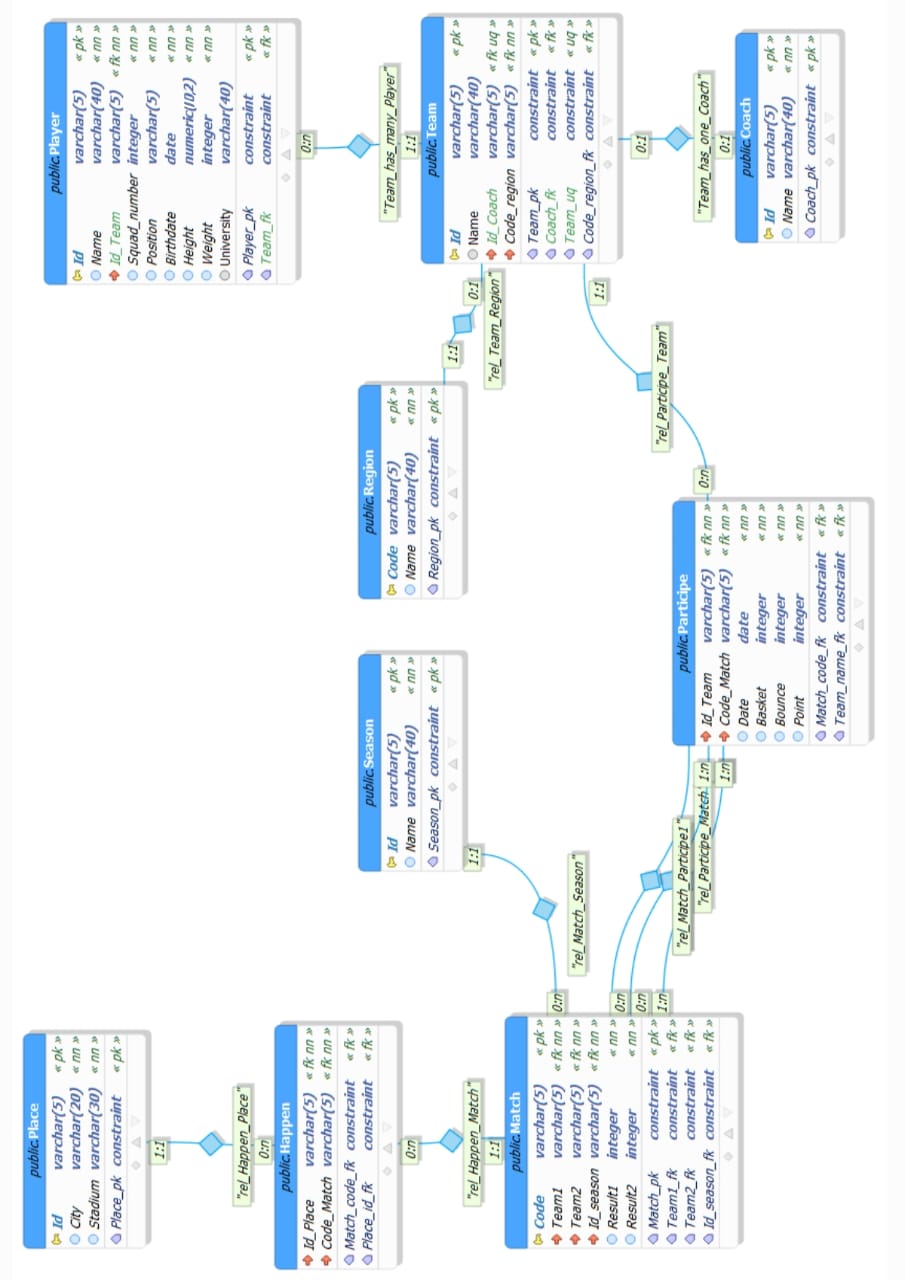 public.Place
Id varchar(5) « pk »
City varchar(20) « nn »
Stadium varchar(30) « nn »
Place_pk constraint « pk »
1:1
"rel_Happen_Place"
0:n
public.Happen
Id_Place varchar(5) « fk nn »
Code_Match varchar(5) « fk nn »
Match_code_fk constraint « fk »
Place_id_fk constraint « fk »
0:n
"rel_Happen_Match"
1:1
public.Match
Code varchar(5) « pk »
Team1 varchar(5) « fk nn »
Team2 varchar(5) « fk nn »
Id_season varchar(5) « fk nn »
Result1 integer « nn »
Result2 integer « nn »
Match_pk constraint « pk »
Team1_fk constraint « fk »
Team2_fk constraint « fk »
Id_season_fk constraint « fk »
public.Season
Id varchar(5) « pk »
Name varchar(40) « nn »
Season_pk constraint « pk »
1:1
0:n
"rel_Match_Season"
0:n
0:n
1:n
"rel_Match_Participe1"
"rel_Participe_Match"
1:n
1:n
public.Participe
Id_Team varchar(5) « fk nn »
Code_Match varchar(5) « fk nn »
Date date « nn »
Basket integer « nn »
Bounce integer « nn »
Point integer « nn »
Match_code_fk constraint « fk »
Team_name_fk constraint « fk »
0:n
"rel_Participe_Team"
1:1
public.Region
Code varchar(5) « pk »
Name varchar(40) « nn »
Region_pk constraint « pk »
1:1
0:1
"rel_Team_Region"
public.Player
Id varchar(5) « pk »
Name varchar(40) « nn »
Id_Team varchar(5) « fk nn »
Squad_number integer « nn »
Position varchar(5) « nn »
Birthdate date « nn »
Height numeric(10,2) « nn »
Weight integer « nn »
University varchar(40)
Player_pk constraint « pk »
Team_fk constraint « fk »
0:n
"Team_has_many_Player"
1:1
public.Team
Id varchar(5) « pk »
Name varchar(40)
Id_Coach varchar(5) « fk uq »
Code_region varchar(5) « fk nn »
Team_pk constraint « pk »
Coach_fk constraint « fk »
Team_uq constraint « uq »
Code_region_fk constraint « fk »
0:1
"Team_has_one_Coach"
0:1
public.Coach
Id varchar(5) « pk »
Name varchar(40) « nn »
Coach_pk constraint « pk »